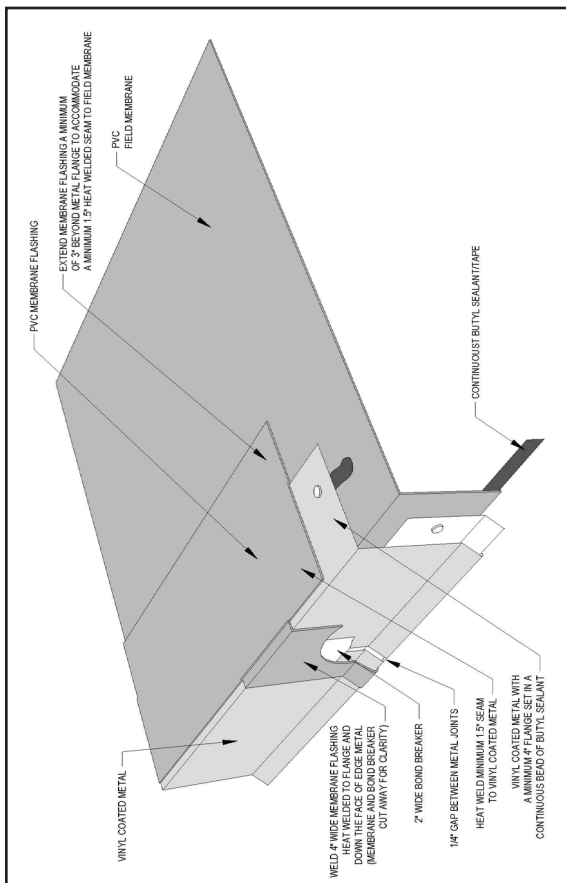 VINYL COATED METAL
PVC MEMBRANE FLASHING
EXTEND MEMBRANE FLASHING A MINIMUM
OF 3" BEYOND METAL FLANGE TO ACCOMMODATE
A MINIMUM 1.5" HEAT WELDED SEAM TO FIELD MEMBRANE
PVC
FIELD MEMBRANE
WELD 4" WIDE MEMBRANE FLASHING
HEAT WELDED TO FLANGE AND
DOWN THE FACE OF EDGE METAL
(MEMBRANE AND BOND BREAKER
CUT AWAY FOR CLARITY)
2" WIDE BOND BREAKER
1/4" GAP BETWEEN METAL JOINTS
HEAT WELD MINIMUM 1.5" SEAM
TO VINYL COATED METAL
VINYL COATED METAL WITH
A MINIMUM 4" FLANGE SET IN A
CONTINUOUS BEAD OF BUTYL SEALANT
CONTINUOUST BUTYL SEALANT/TAPE